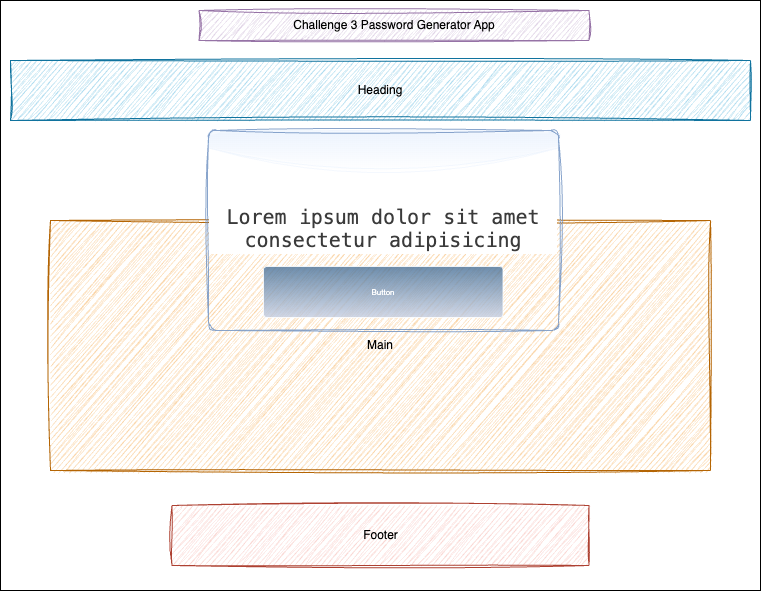 Challenge 3 Password Generator App
Heading
Lorem ipsum dolor sit amet
consectetur adipisicing
Button
Main
Footer